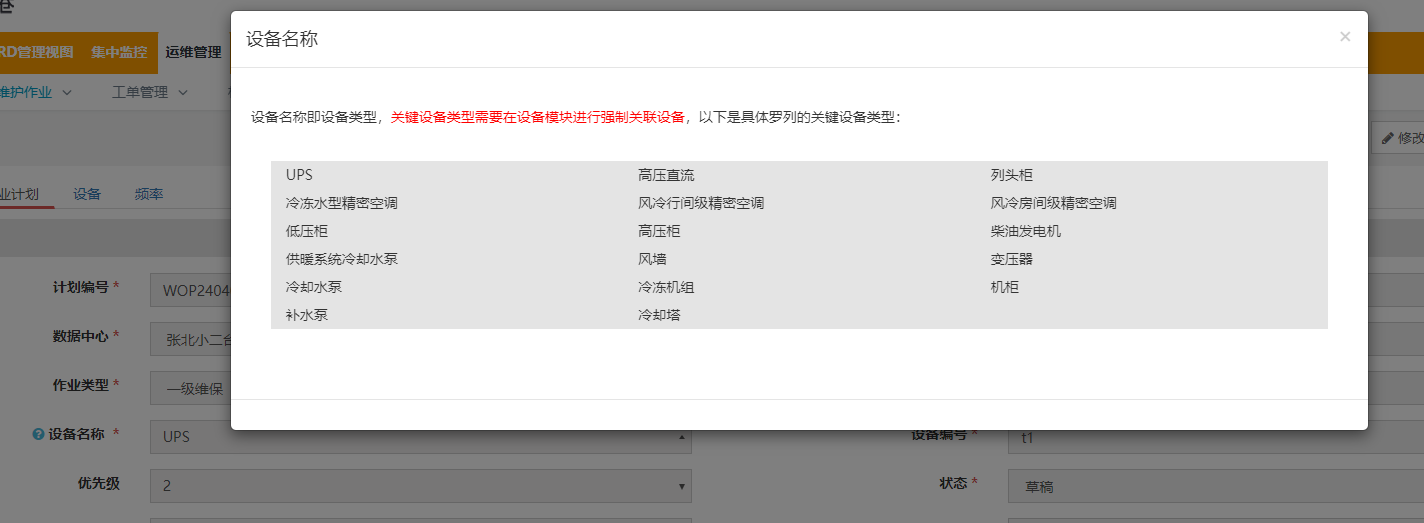 设备名称
×
RD管理视图 集中监控 运维管理
维护作业 工单管理
设备名称即设备类型，关键设备类型需要在设备模块进行强制关联设备，以下是具体罗列的关键设备类型：
修改
UPS 高压直流 列头柜
业计划 设备 频率
冷冻水型精密空调 风冷行间级精密空调 风冷房间级精密空调
低压柜 高压柜 柴油发电机
供暖系统冷却水泵 风墙 变压器
冷却水泵 冷冻机组 机柜
补水泵 冷却塔
计划编号 * WOP2404
数据中心 * 张北小二台
作业类型 * 一级维保
设备名称 * UPS 设备编号 * t1
优先级 2 状态 * 草稿